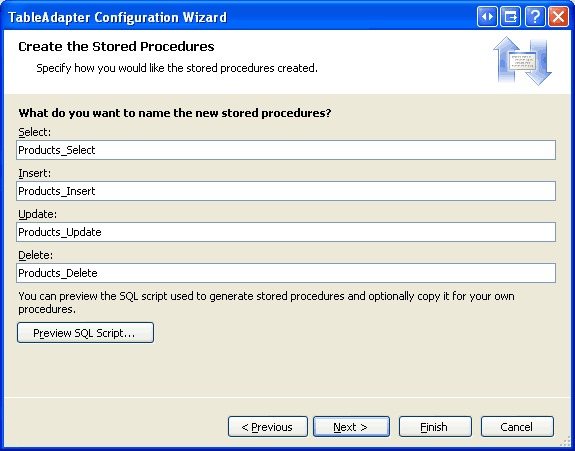 TableAdapter Configuration Wizard
Create the Stored Procedures
Specify how you would like the stored procedures created.
What do you want to name the new stored procedures?
Select:
Products_Select
Insert:
Products_Insert
Update:
Products_Update
Delete:
Products_Delete
You can preview the SQL script used to generate stored procedures and optionally copy it for your own
procedures.
Preview SQL Script...
< Previous Next > Finish Cancel